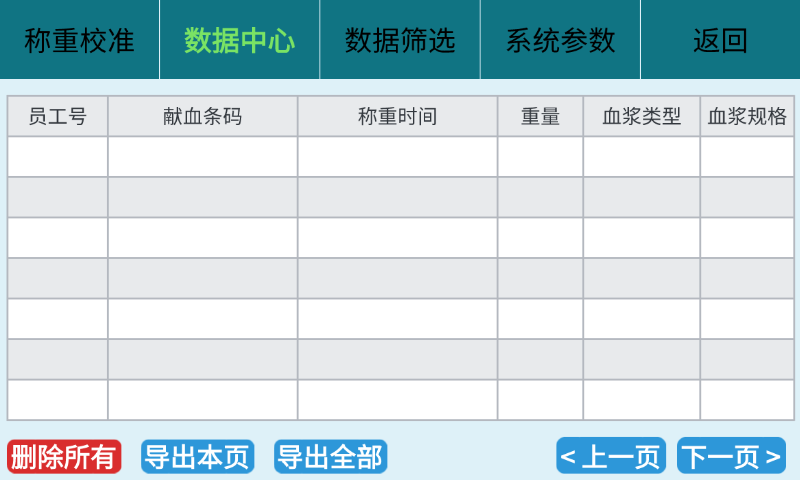 称重校准 数据中心 数据筛选 系统参数 返回
员工号 献血条码 称重时间 重量 血浆类型 血浆规格
删除所有 导出本页 导出全部 < 上一页 下一页 >